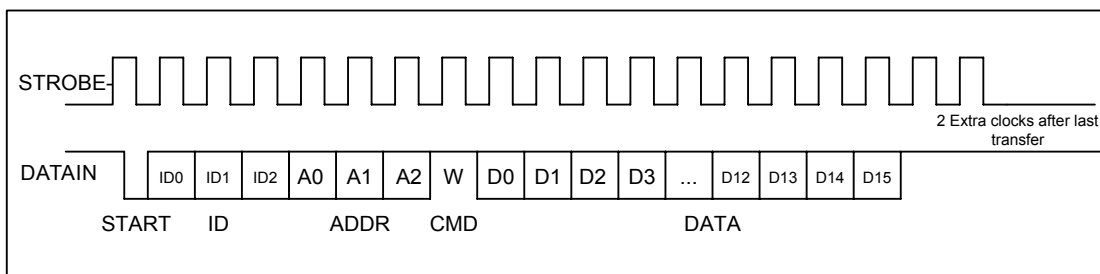 STROBE-
2 Extra clocks after last
transfer
DATAIN ID0 ID1 ID2 A0 A1 A2 W D0 D1 D2 D3 ... D12 D13 D14 D15
START ID ADDR CMD DATA